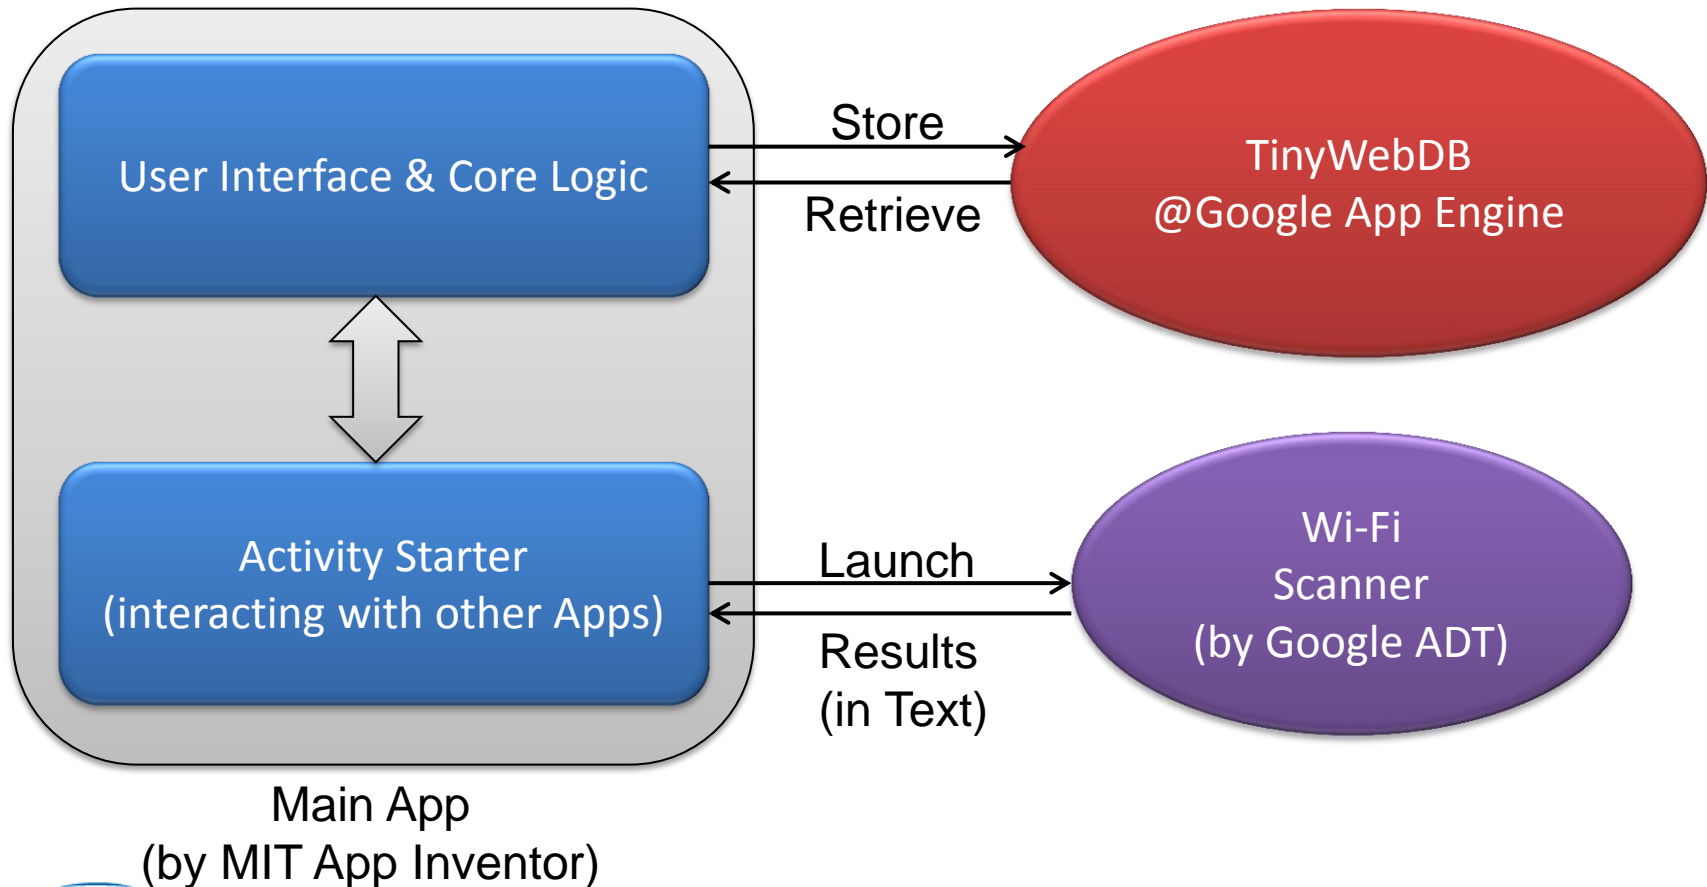 User Interface & Core Logic
Store
Retrieve
TinyWebDB
@Google App Engine
Activity Starter
(interacting with other Apps)
Launch
Results
(in Text)
Wi-Fi
Scanner
(by Google ADT)
Main App
(by MIT App Inventor)